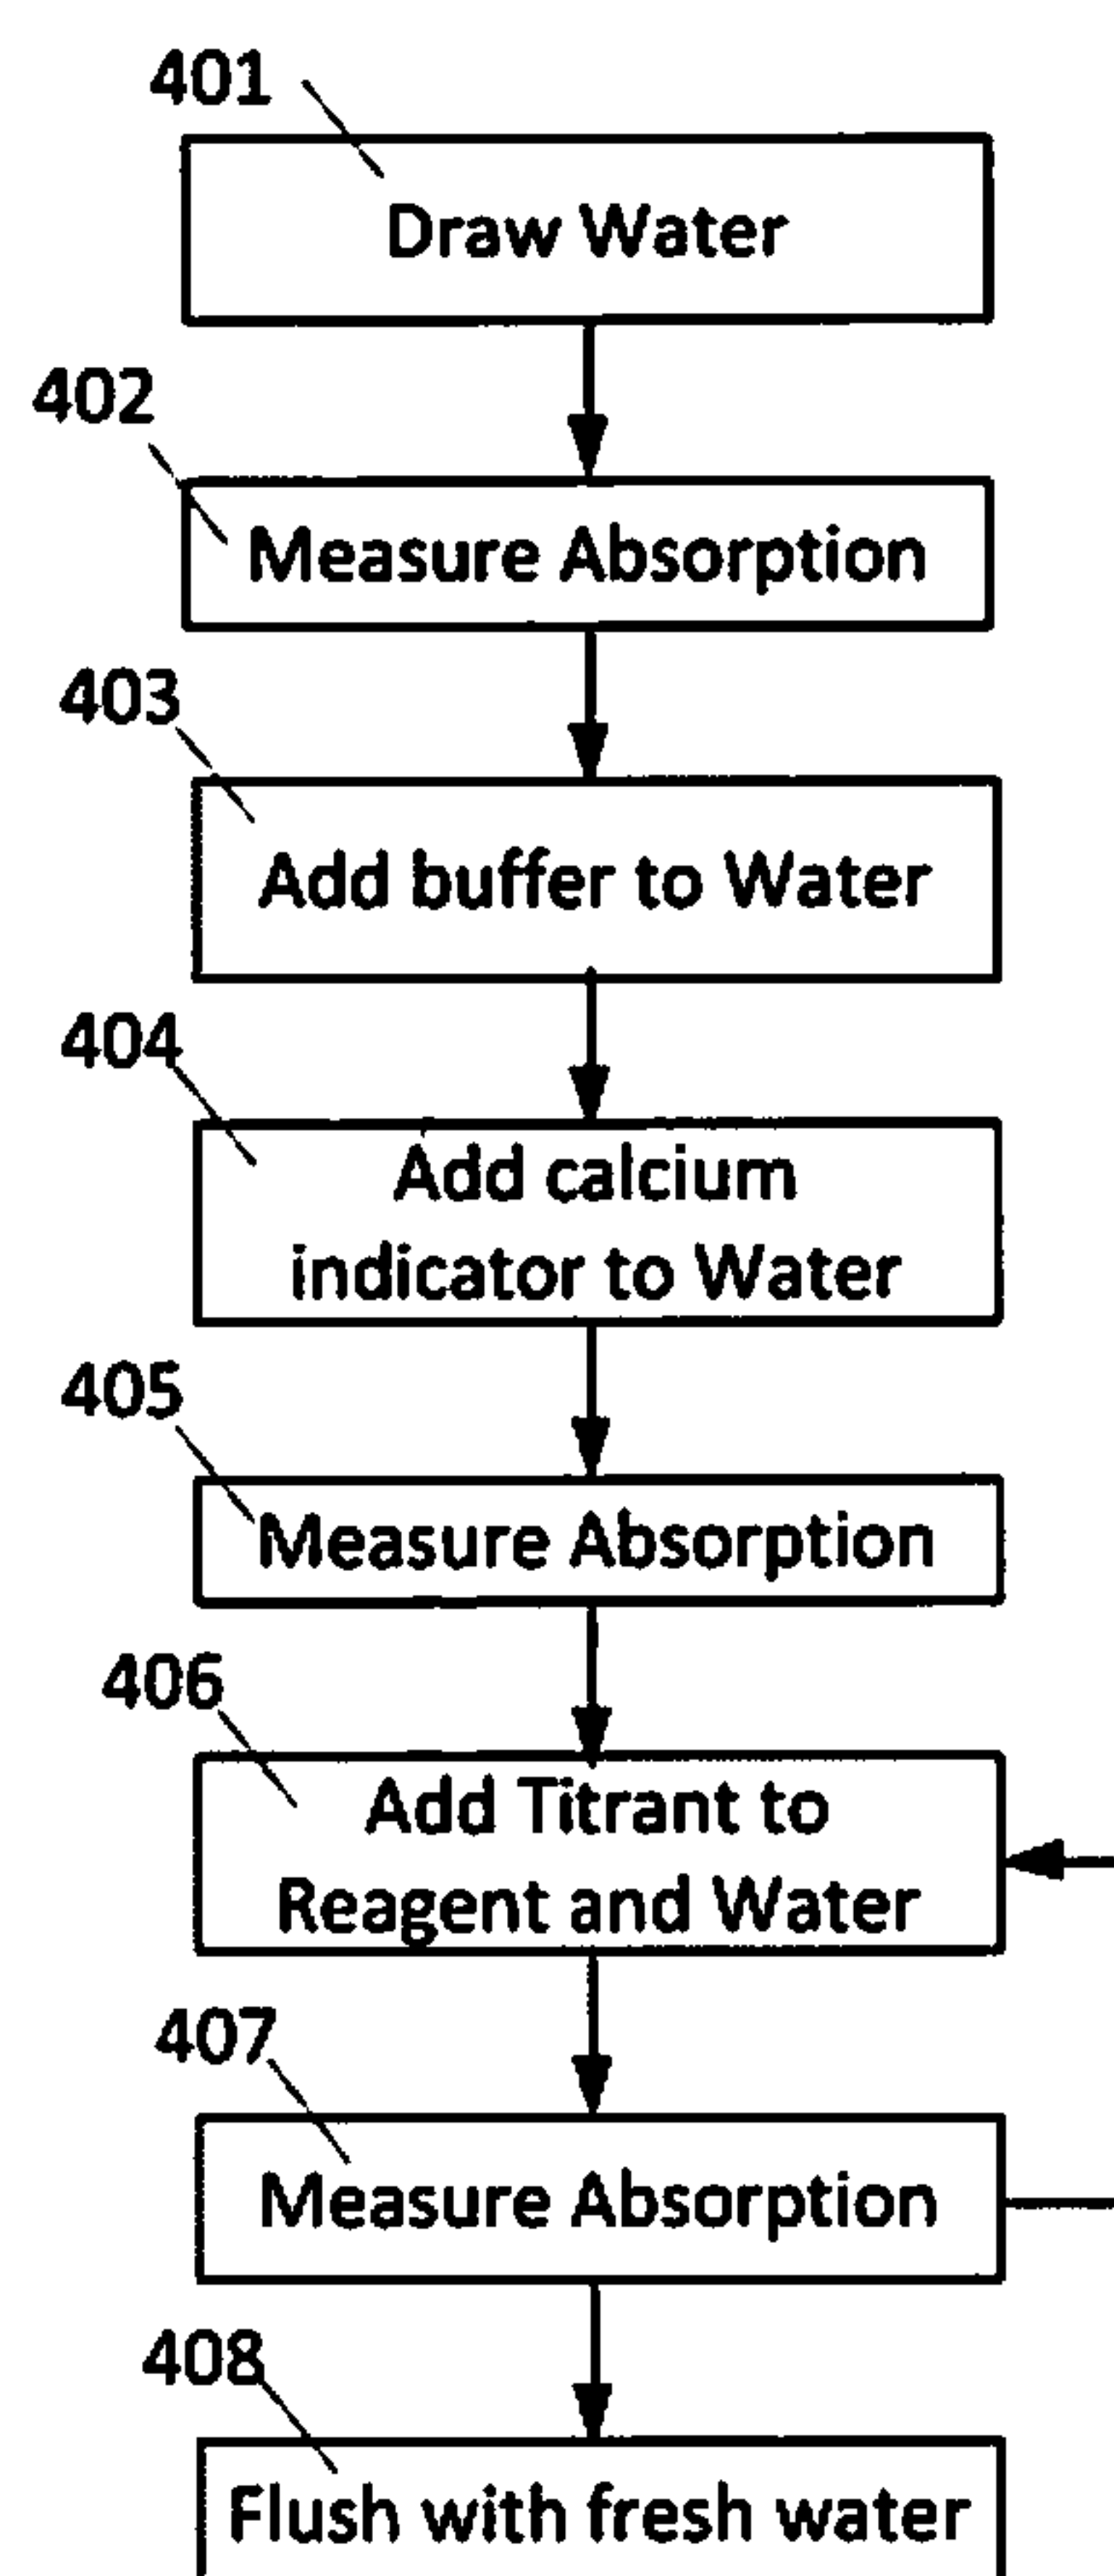 401
Draw Water
402
Measure Absorption
403
Add buffer to Water
404
Add calcium
indicator to Water
405
Measure Absorption
406
Add Titrant to
Reagent and Water
407
Measure Absorption
408
Flush with fresh water